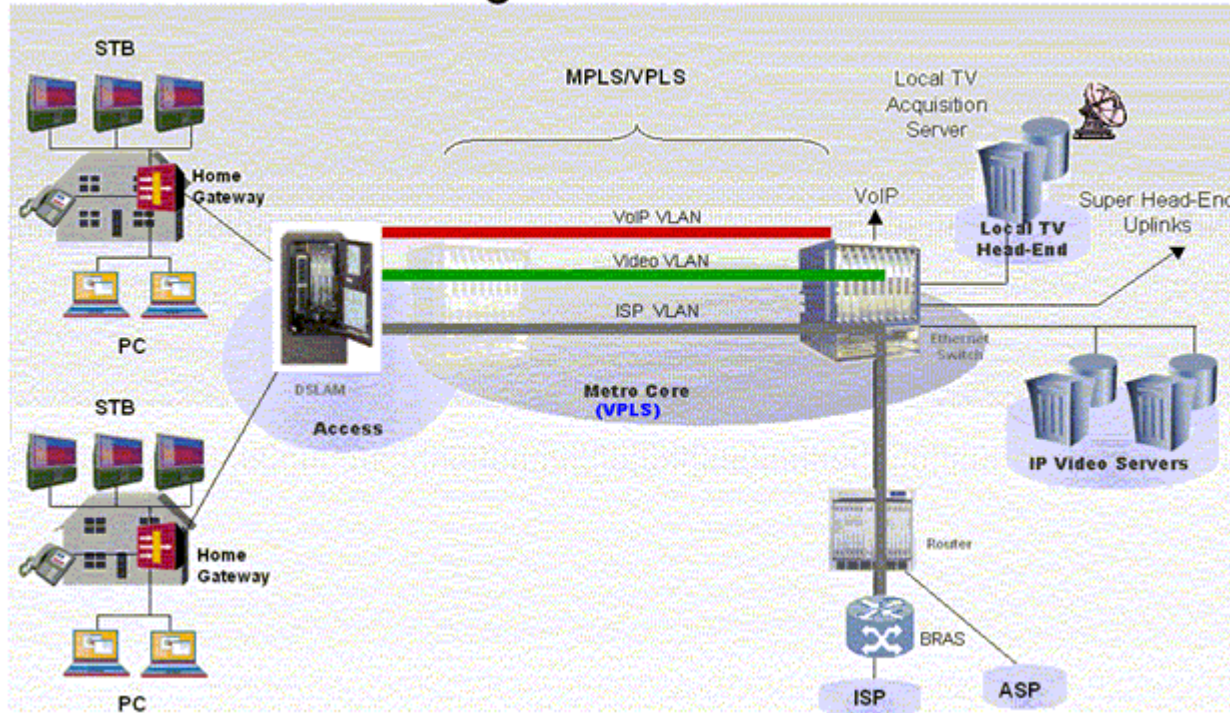 STB
MPLS/VPLS
Local TV
Acquisition
Server
Home
Gateway
VoIP
Super Head-End
Uplinks
VoIP VLAN
Local TV
Head-End
Video VLAN
ISP VLAN
Ethernet
Switch
PC
DSLAM
Metro Core
(VPLS)
STB
Access
IP Video Servers
Router
Home
Gateway
BRAS
PC
ISP
ASP